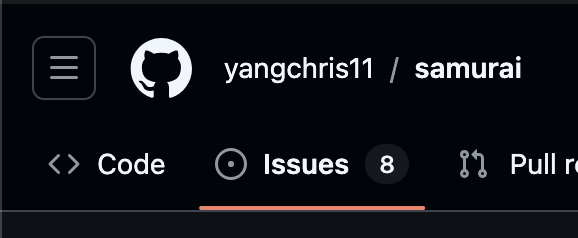 yangchris11 / samurai
Code Issues 8 Pull